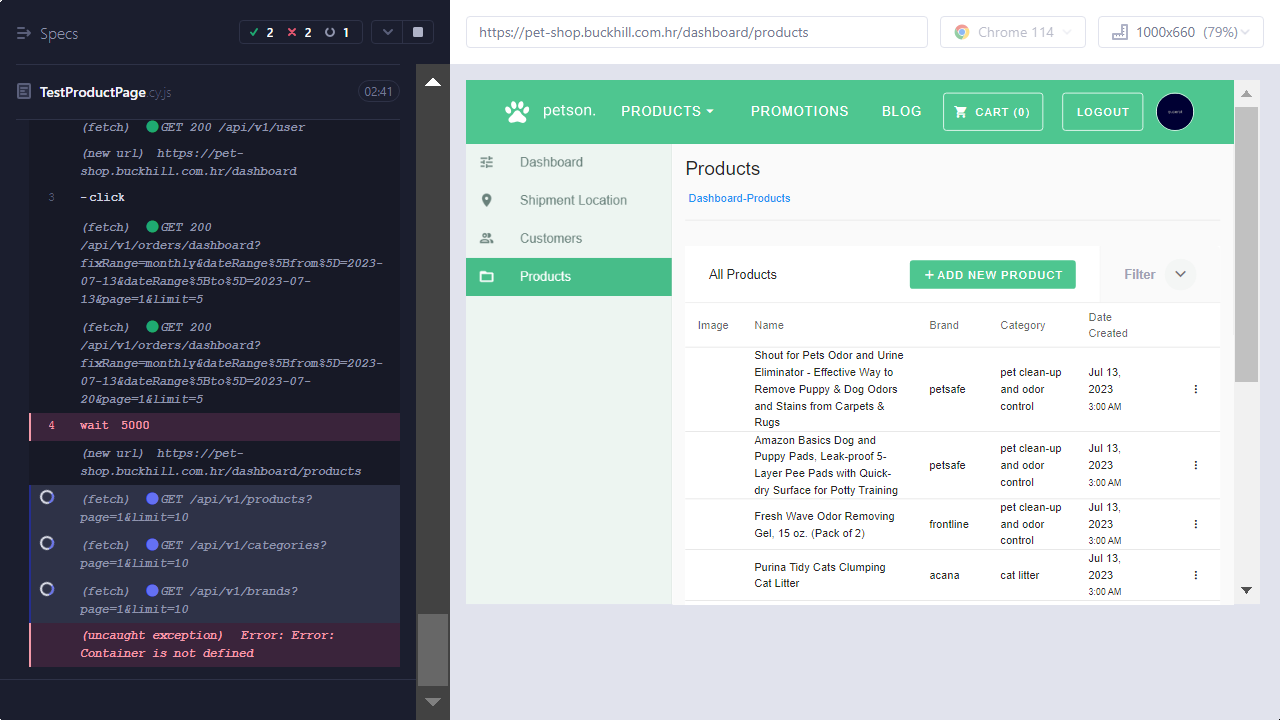 Specs
2 2 1
TestProductPage.cy.js
02:41
(fetch) GET 200 /api/v1/user
(new url) https://pet-
shop.buckhill.com.hr/dashboard
3 -click
(fetch) GET 200
/api/v1/orders/dashboard?
fixRange=monthly&dateRange%5Bfrom%5D=2023-
07-13&dateRange%5Bto%5D=2023-07-
13&page=1&limit=5
(fetch) GET 200
/api/v1/orders/dashboard?
fixRange=monthly&dateRange%5Bfrom%5D=2023-
07-13&dateRange%5Bto%5D=2023-07-
20&page=1&limit=5
4 wait 5000
(new url) https://pet-
shop.buckhill.com.hr/dashboard/products
(fetch) GET /api/v1/products?
page=1&limit=10
(fetch) GET /api/v1/categories?
page=1&limit=10
(fetch) GET /api/v1/brands?
page=1&limit=10
(uncaught exception) Error: Error:
Container is not defined
https://pet-shop.buckhill.com.hr/dashboard/products
Chrome 114
1000x660 (79%)
petson.
PRODUCTS
PROMOTIONS
BLOG
CART (0)
LOGOUT
Dashboard
Shipment Location
Customers
Products
Products
Dashboard-Products
All Products
+ ADD NEW PRODUCT
Filter
Image
Name
Brand
Category
Date
Created
Shout for Pets Odor and Urine
Eliminator - Effective Way to
Remove Puppy & Dog Odors
and Stains from Carpets &
Rugs
petsafe
pet clean-up
and odor
control
Jul 13,
2023
3:00 AM
Amazon Basics Dog and
Puppy Pads, Leak-proof 5-
Layer Pee Pads with Quick-
dry Surface for Potty Training
petsafe
pet clean-up
and odor
control
Jul 13,
2023
3:00 AM
Fresh Wave Odor Removing
Gel, 15 oz. (Pack of 2)
frontline
pet clean-up
and odor
control
Jul 13,
2023
3:00 AM
Purina Tidy Cats Clumping
Cat Litter
acana
cat litter
Jul 13,
2023
3:00 AM